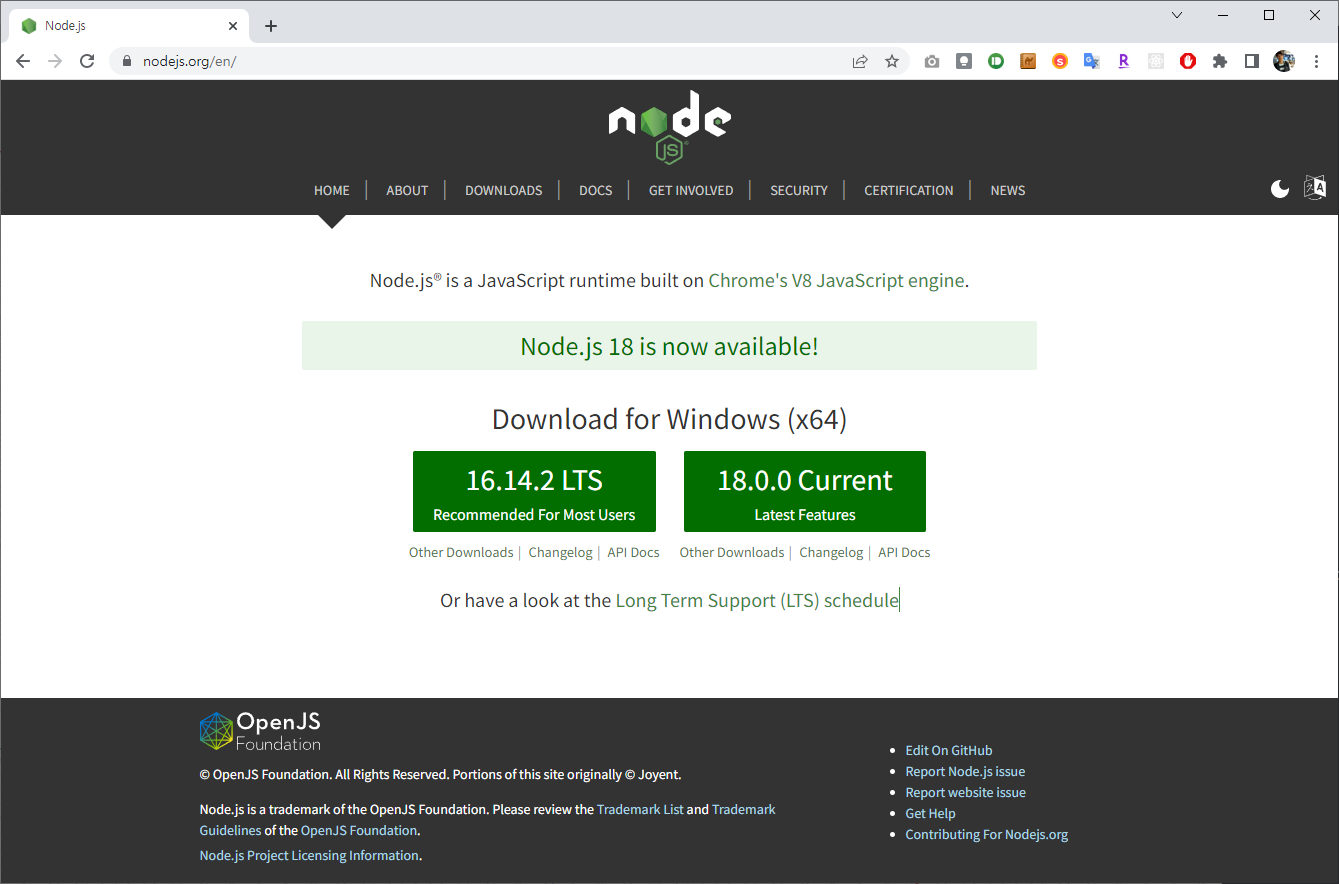 Node.js
nodejs.org/en/
node
JS
HOME ABOUT DOWNLOADS DOCS GET INVOLVED SECURITY CERTIFICATION NEWS
Node.js® is a JavaScript runtime built on Chrome's V8 JavaScript engine.
Node.js 18 is now available!
Download for Windows (x64)
16.14.2 LTS
Recommended For Most Users
18.0.0 Current
Latest Features
Other Downloads | Changelog | API Docs
Other Downloads | Changelog | API Docs
Or have a look at the Long Term Support (LTS) schedule
OpenJS
Foundation
© OpenJS Foundation. All Rights Reserved. Portions of this site originally © Joyent.
Node.js is a trademark of the OpenJS Foundation. Please review the Trademark List and Trademark
Guidelines of the OpenJS Foundation.
Node.js Project Licensing Information.
Edit On GitHub
Report Node.js issue
Report website issue
Get Help
Contributing For Nodejs.org